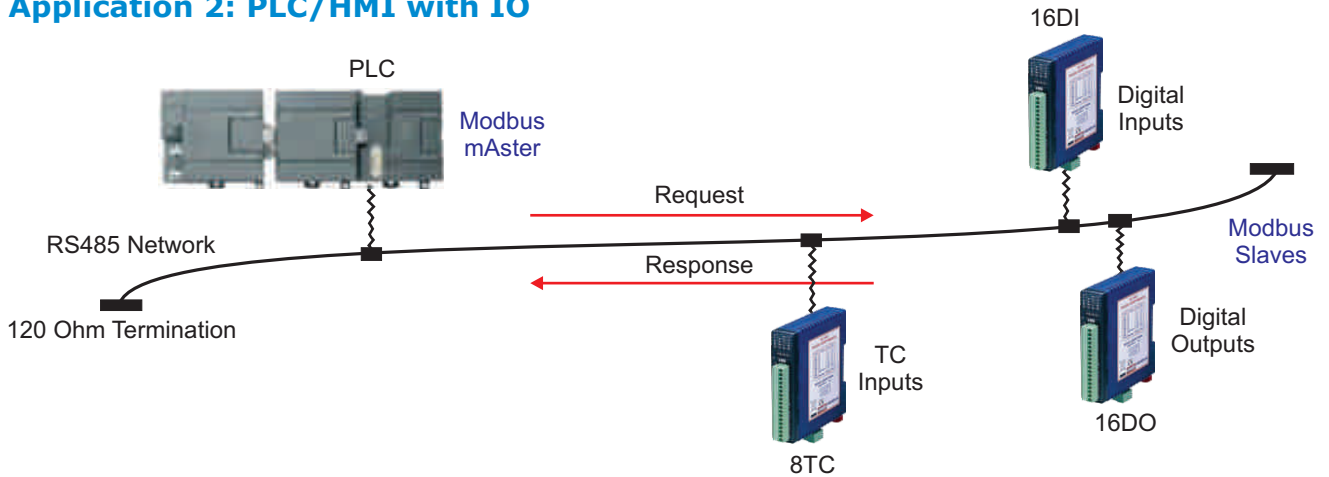 Application 2: PLC/HMI with IO
16DI
PLC
Digital
Inputs
Modbus
mAster
Request
RS485 Network
Modbus
Slaves
Response
120 Ohm Termination
TC
Inputs
Digital
Outputs
16DO
8TC